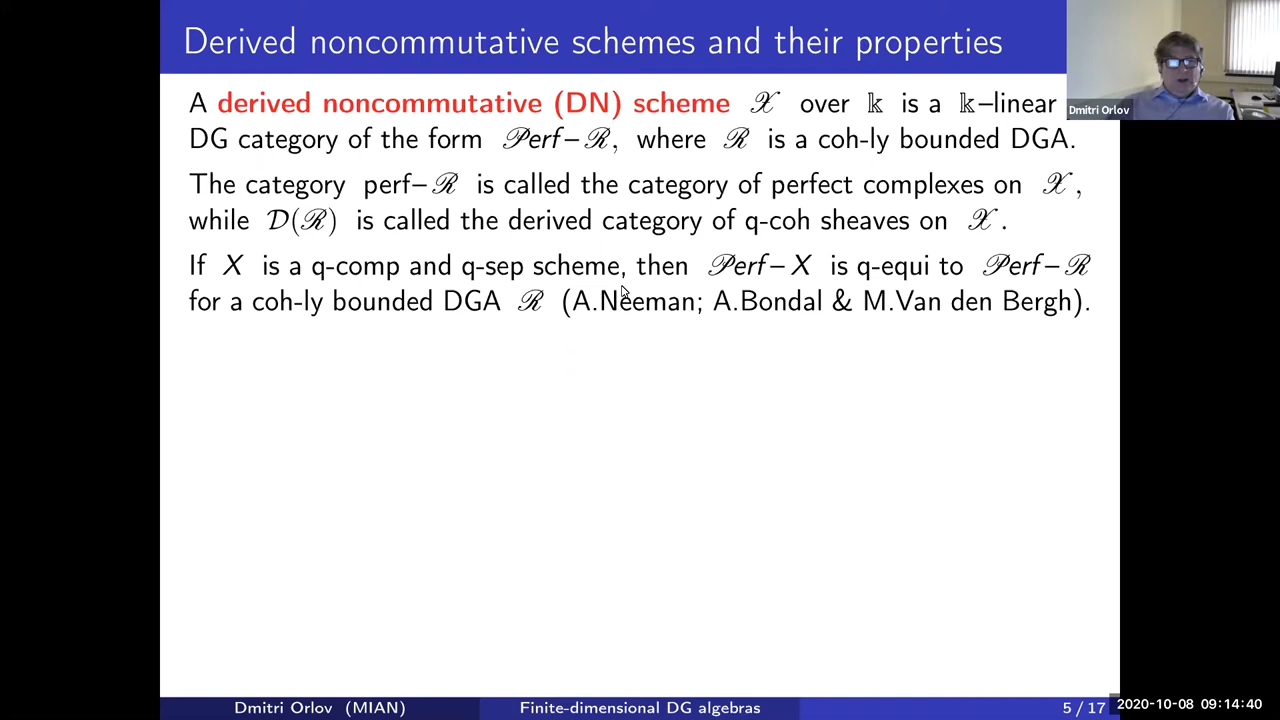 Derived noncommutative schemes and their properties
A derived noncommutative (DN) scheme 𝒳 over 𝕜 is a 𝕜–linear
DG category of the form 𝒫erf–ℛ, where ℛ is a coh-ly bounded DGA.
The category perf–ℛ is called the category of perfect complexes on 𝒳,
while 𝒟(ℛ) is called the derived category of q-coh sheaves on 𝒳.
If X is a q-comp and q-sep scheme, then 𝒫erf–X is q-equi to 𝒫erf–ℛ
for a coh-ly bounded DGA ℛ (A.Neeman; A.Bondal & M.Van den Bergh).
Dmitri Orlov
Dmitri Orlov (MIAN)
Finite-dimensional DG algebras
5 / 17
2020-10-08 09:14:40